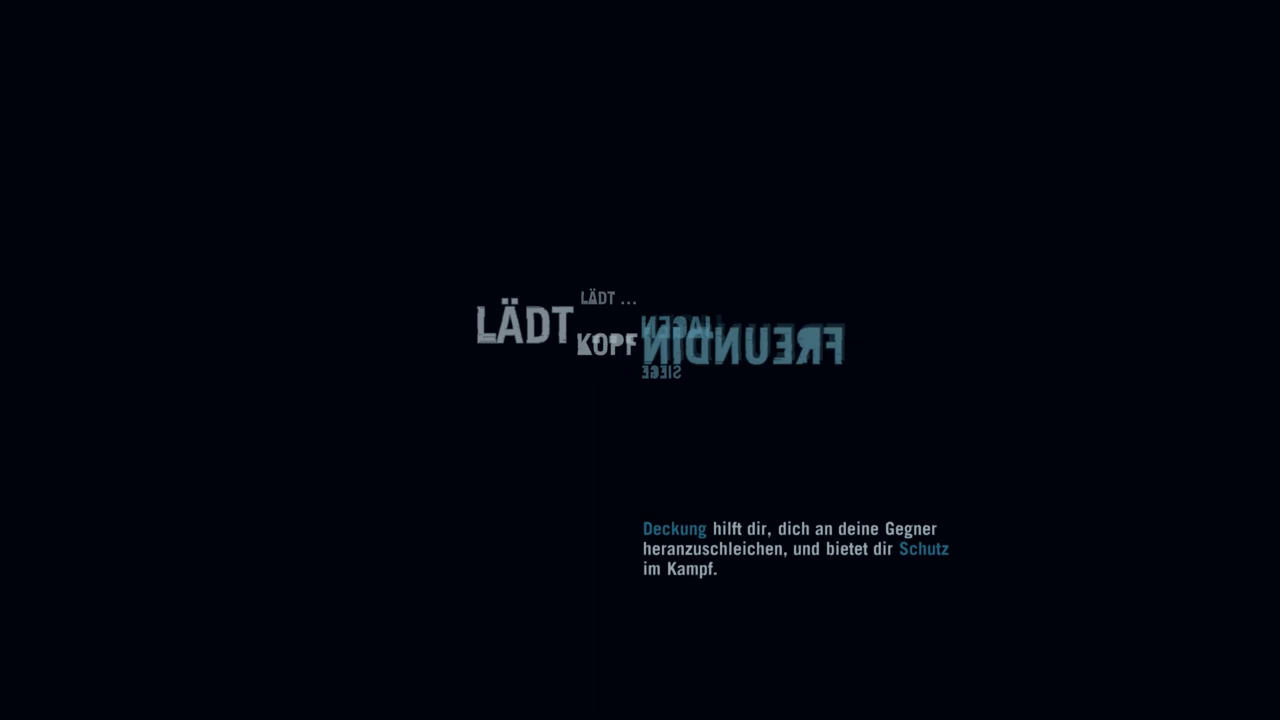 LÄDT ...
LÄDT
KOPF
JAGEN
FREUNDIN
SIEGE
Deckung hilft dir, dich an deine Gegner
heranzuschleichen, und bietet dir Schutz
im Kampf.